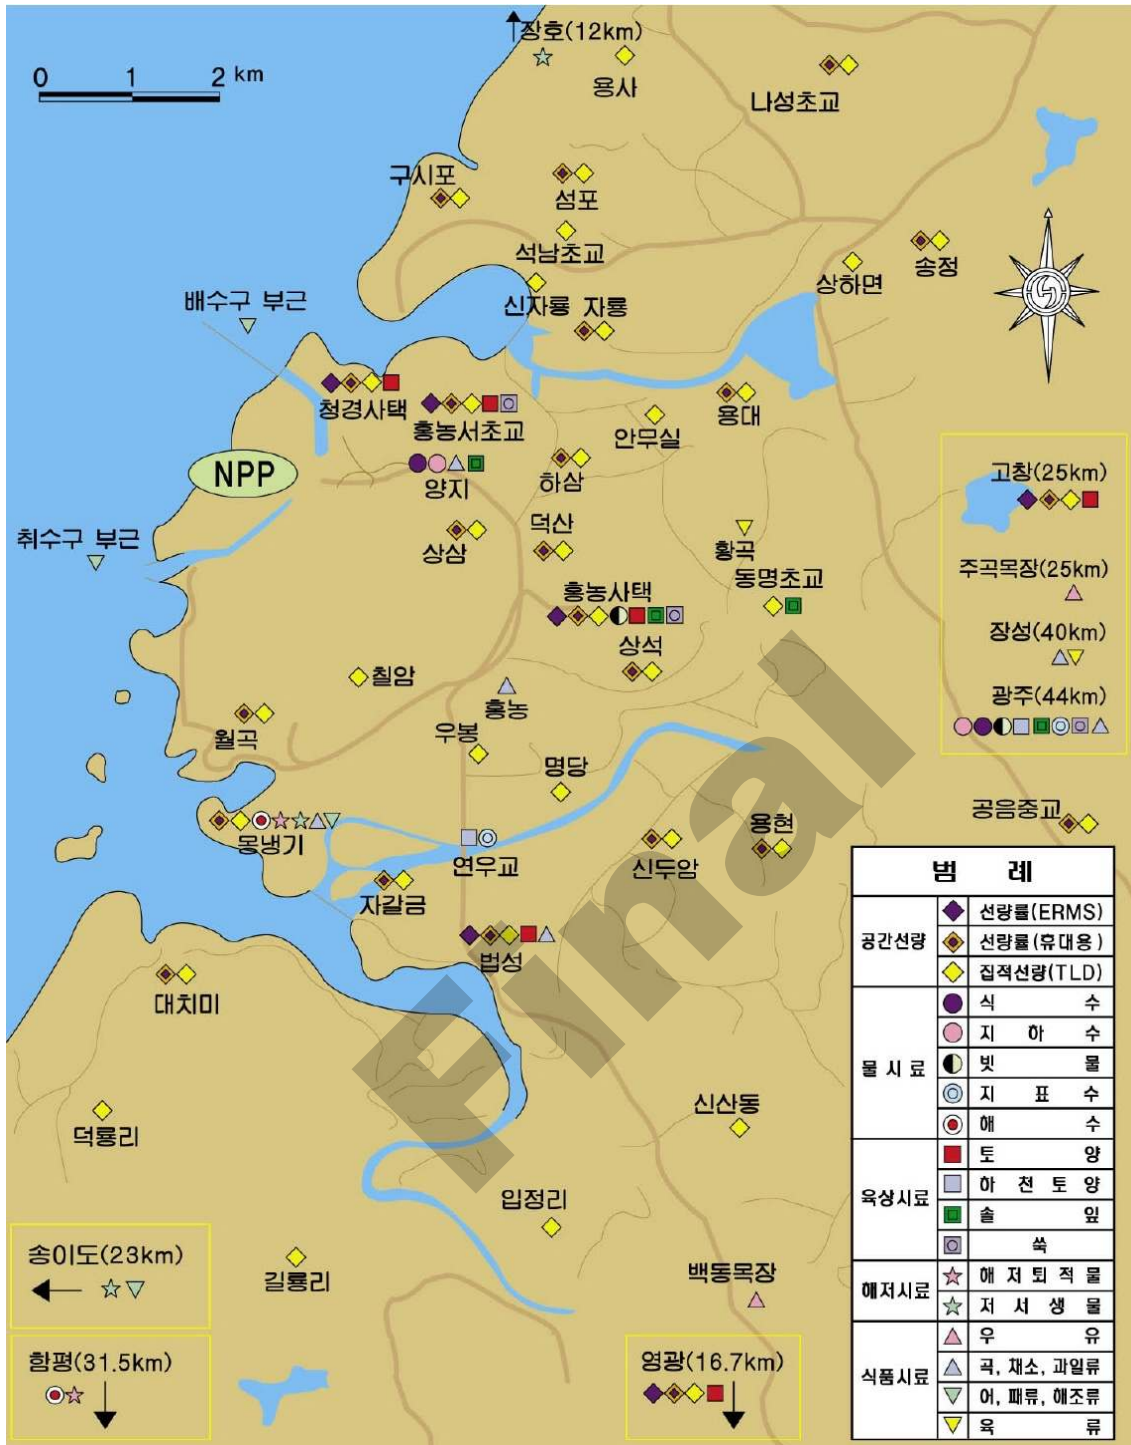 장호(12km)
0 1 2 km
용사
나성초교
구시포
섬포
석남초교
송정
상하면
배수구 부근
신자룡 자룡
청경사택
홍농서초교
용대
안무실
고창(25km)
NPP
양지
하삼
덕산
취수구 부근
상삼
황곡
동명초교
주곡목장(25km)
홍농사택
장성(40km)
상석
칠암
광주(44km)
홍농
월곡
우봉
명당
몽냉기
공음중교
용현
연우교
신두암
자갈금
법성
대치미
Final
신산동
덕룡리
입정리
송이도(23km)
길룡리
백동목장
함평(31.5km)
영광(16.7km)
범 례
공간선량
선량률(ERMS)
선량률(휴대용)
집적선량(TLD)
물 시 료
식 수
지 하 수
빗 물
지 표 수
해 수
육상시료
토 양
하 천 토 양
솔 잎
쑥
해저시료
해 저 퇴 적 물
저 서 생 물
식품시료
우 유
곡, 채소, 과일류
어, 패류, 해조류
육 류